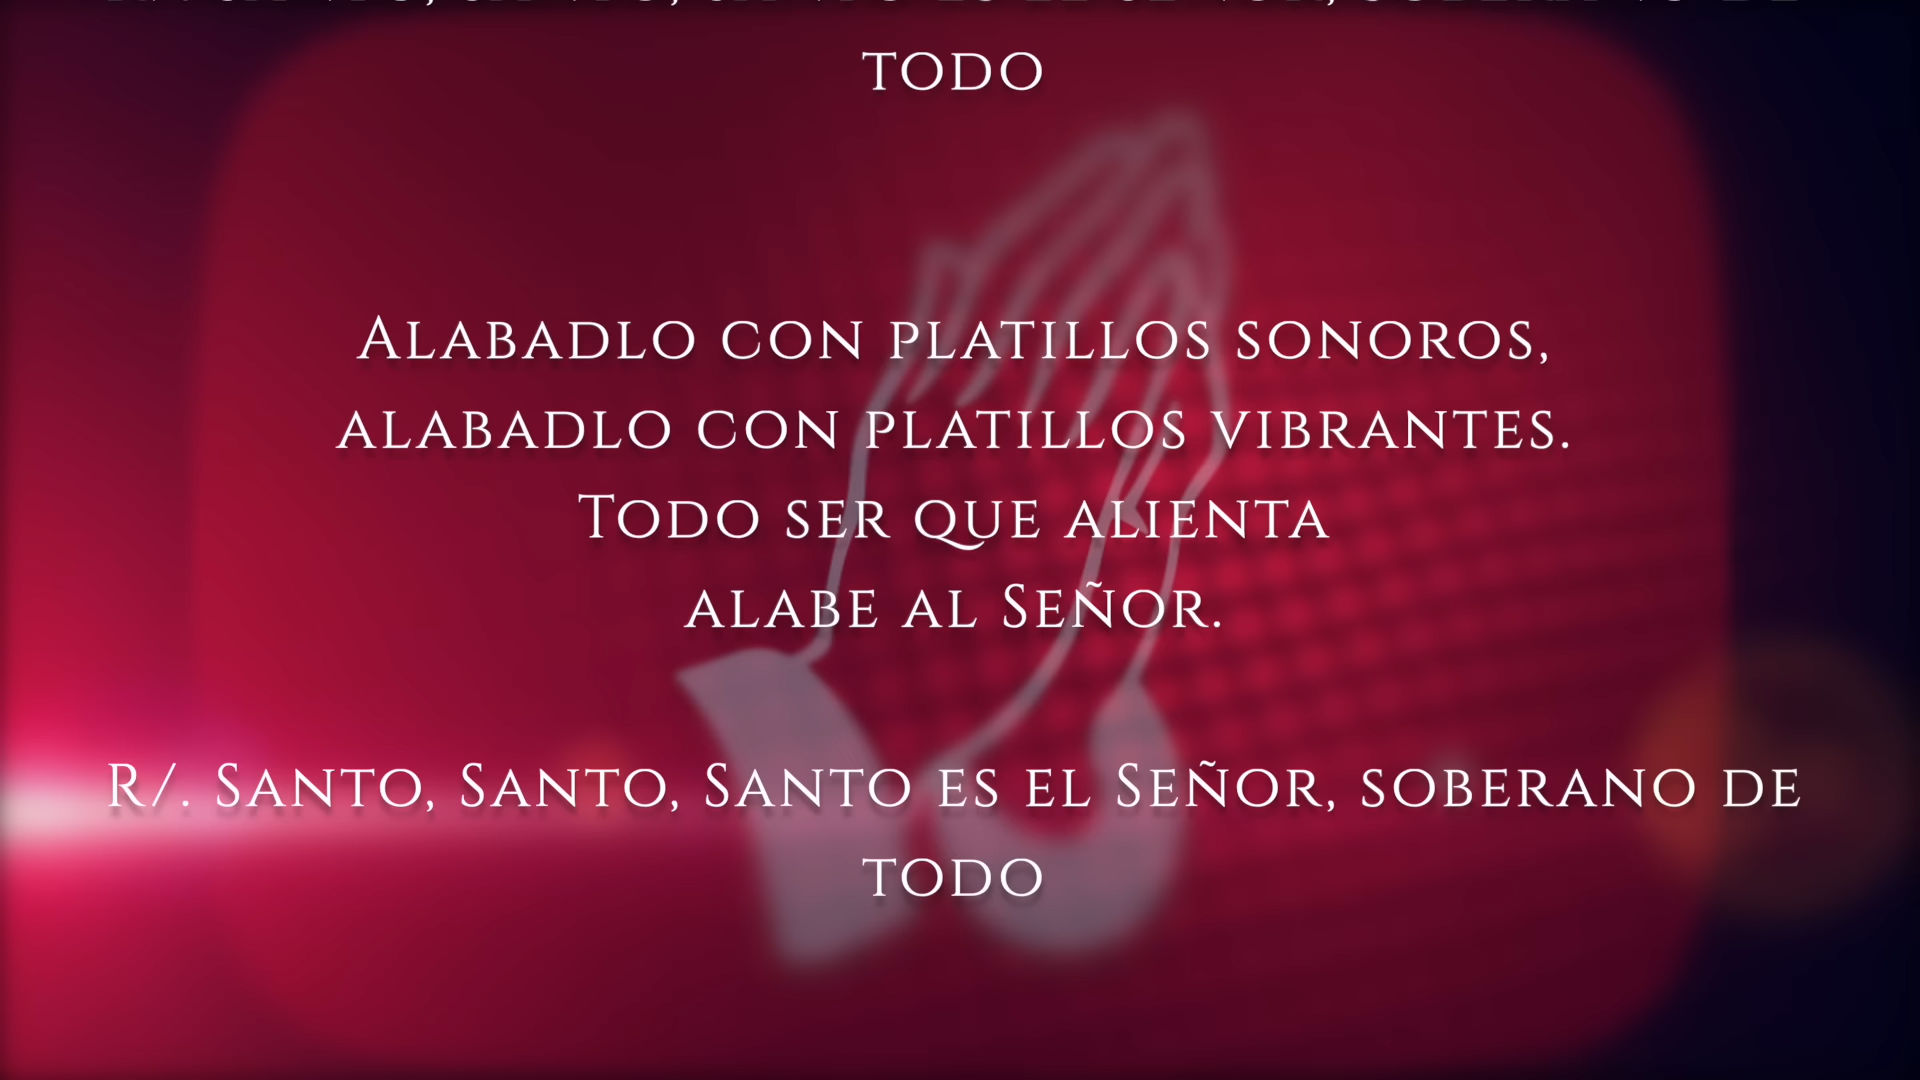 TODO
Alabadlo con platillos sonoros,
alabadlo con platillos vibrantes.
Todo ser que alienta
alabe al Señor.
R/. Santo, Santo, Santo es el Señor, soberano de
todo